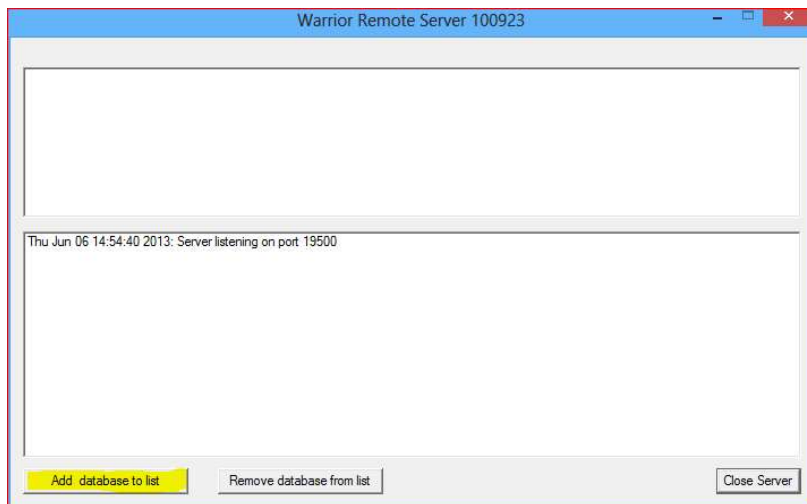 Warrior Remote Server 100923
Thu Jun 06 14:54:40 2013: Server listening on port 19500
Add database to list
Remove database from list
Close Server